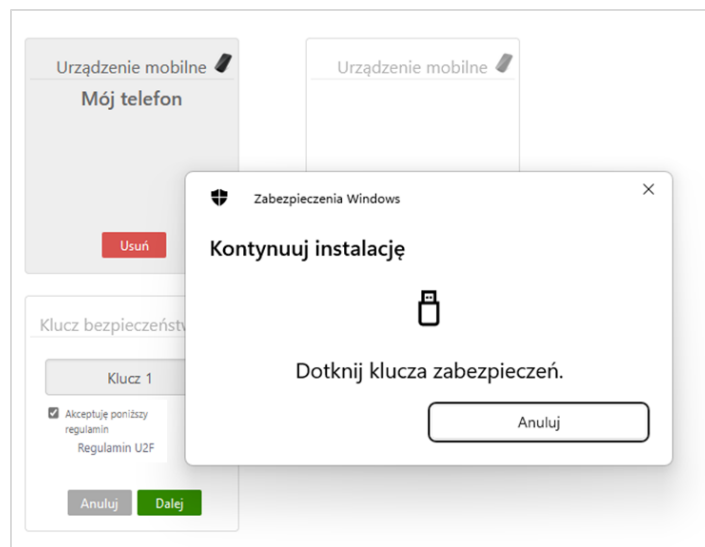 Urządzenie mobilne
Mój telefon
Usuń
Urządzenie mobilne
Klucz
Klucz 1
Akceptuję poniższy
regulamin
Regulamin U2F
Anuluj
Dalej
Zabezpieczenia Windows
Kontynuuj instalację
Dotknij klucza zabezpieczeń.
Anuluj